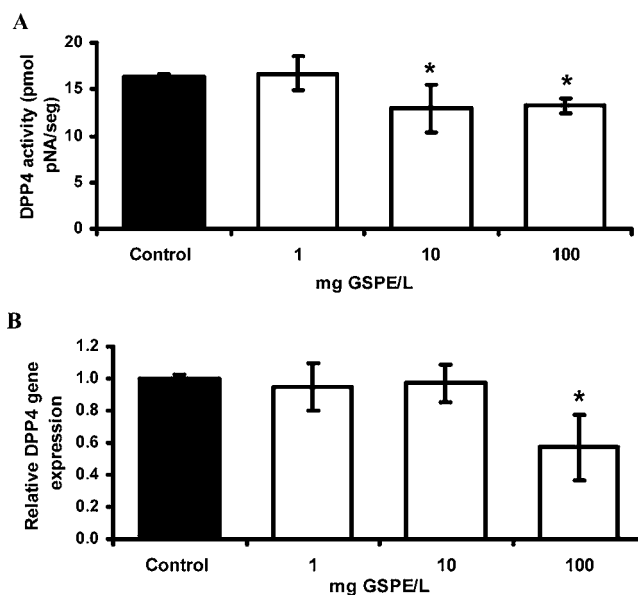 A
DPP4 activity (pmol
pNA/seg)
20
15
10
5
0
*
*
Control
1
10
100
mg GSPE/L
B
Relative DPP4 gene
expression
1.2
1.0
0.8
0.6
0.4
0.2
0.0
*
Control
1
10
100
mg GSPE/L